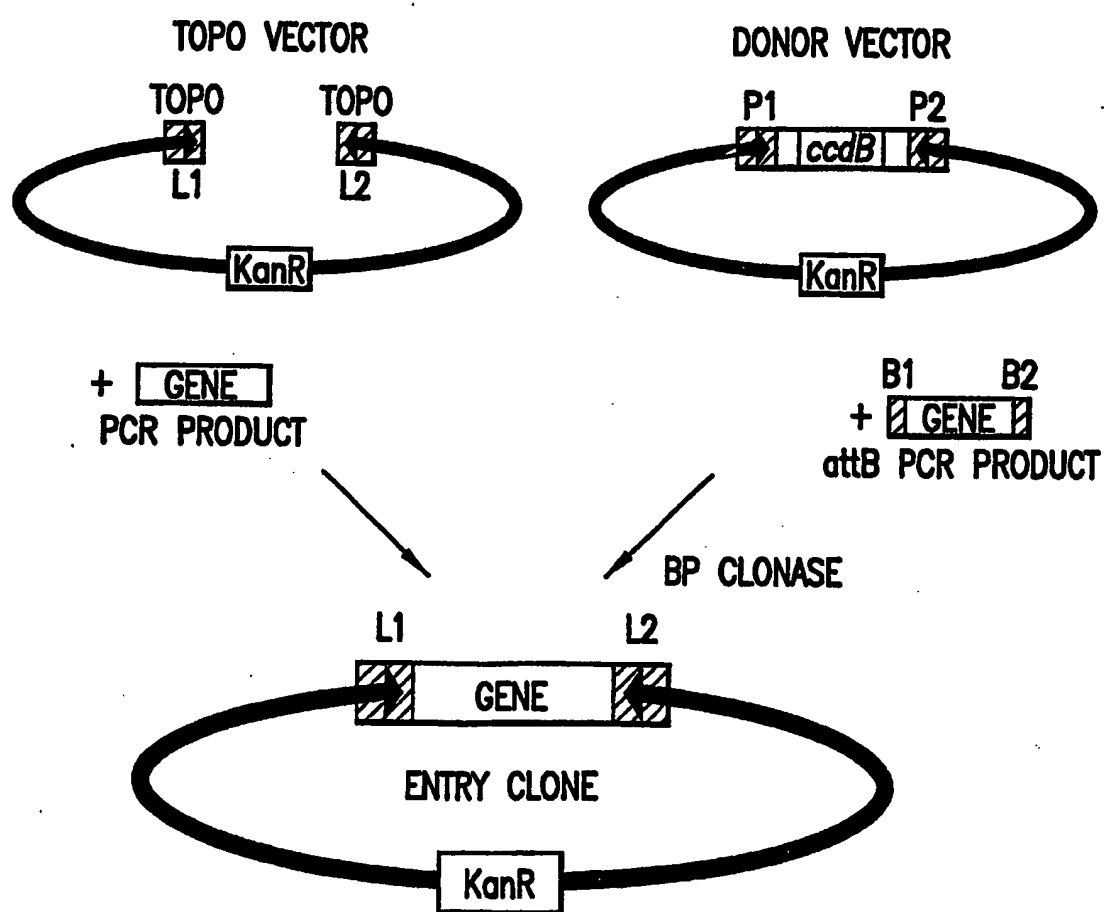 TOPO VECTOR
TOPO
TOPO
L1
L2
KanR
+ GENE
PCR PRODUCT
DONOR VECTOR
P1
P2
ccdB
KanR
B1
B2
+ GENE
attB PCR PRODUCT
BP CLONASE
L1
L2
GENE
ENTRY CLONE
KanR